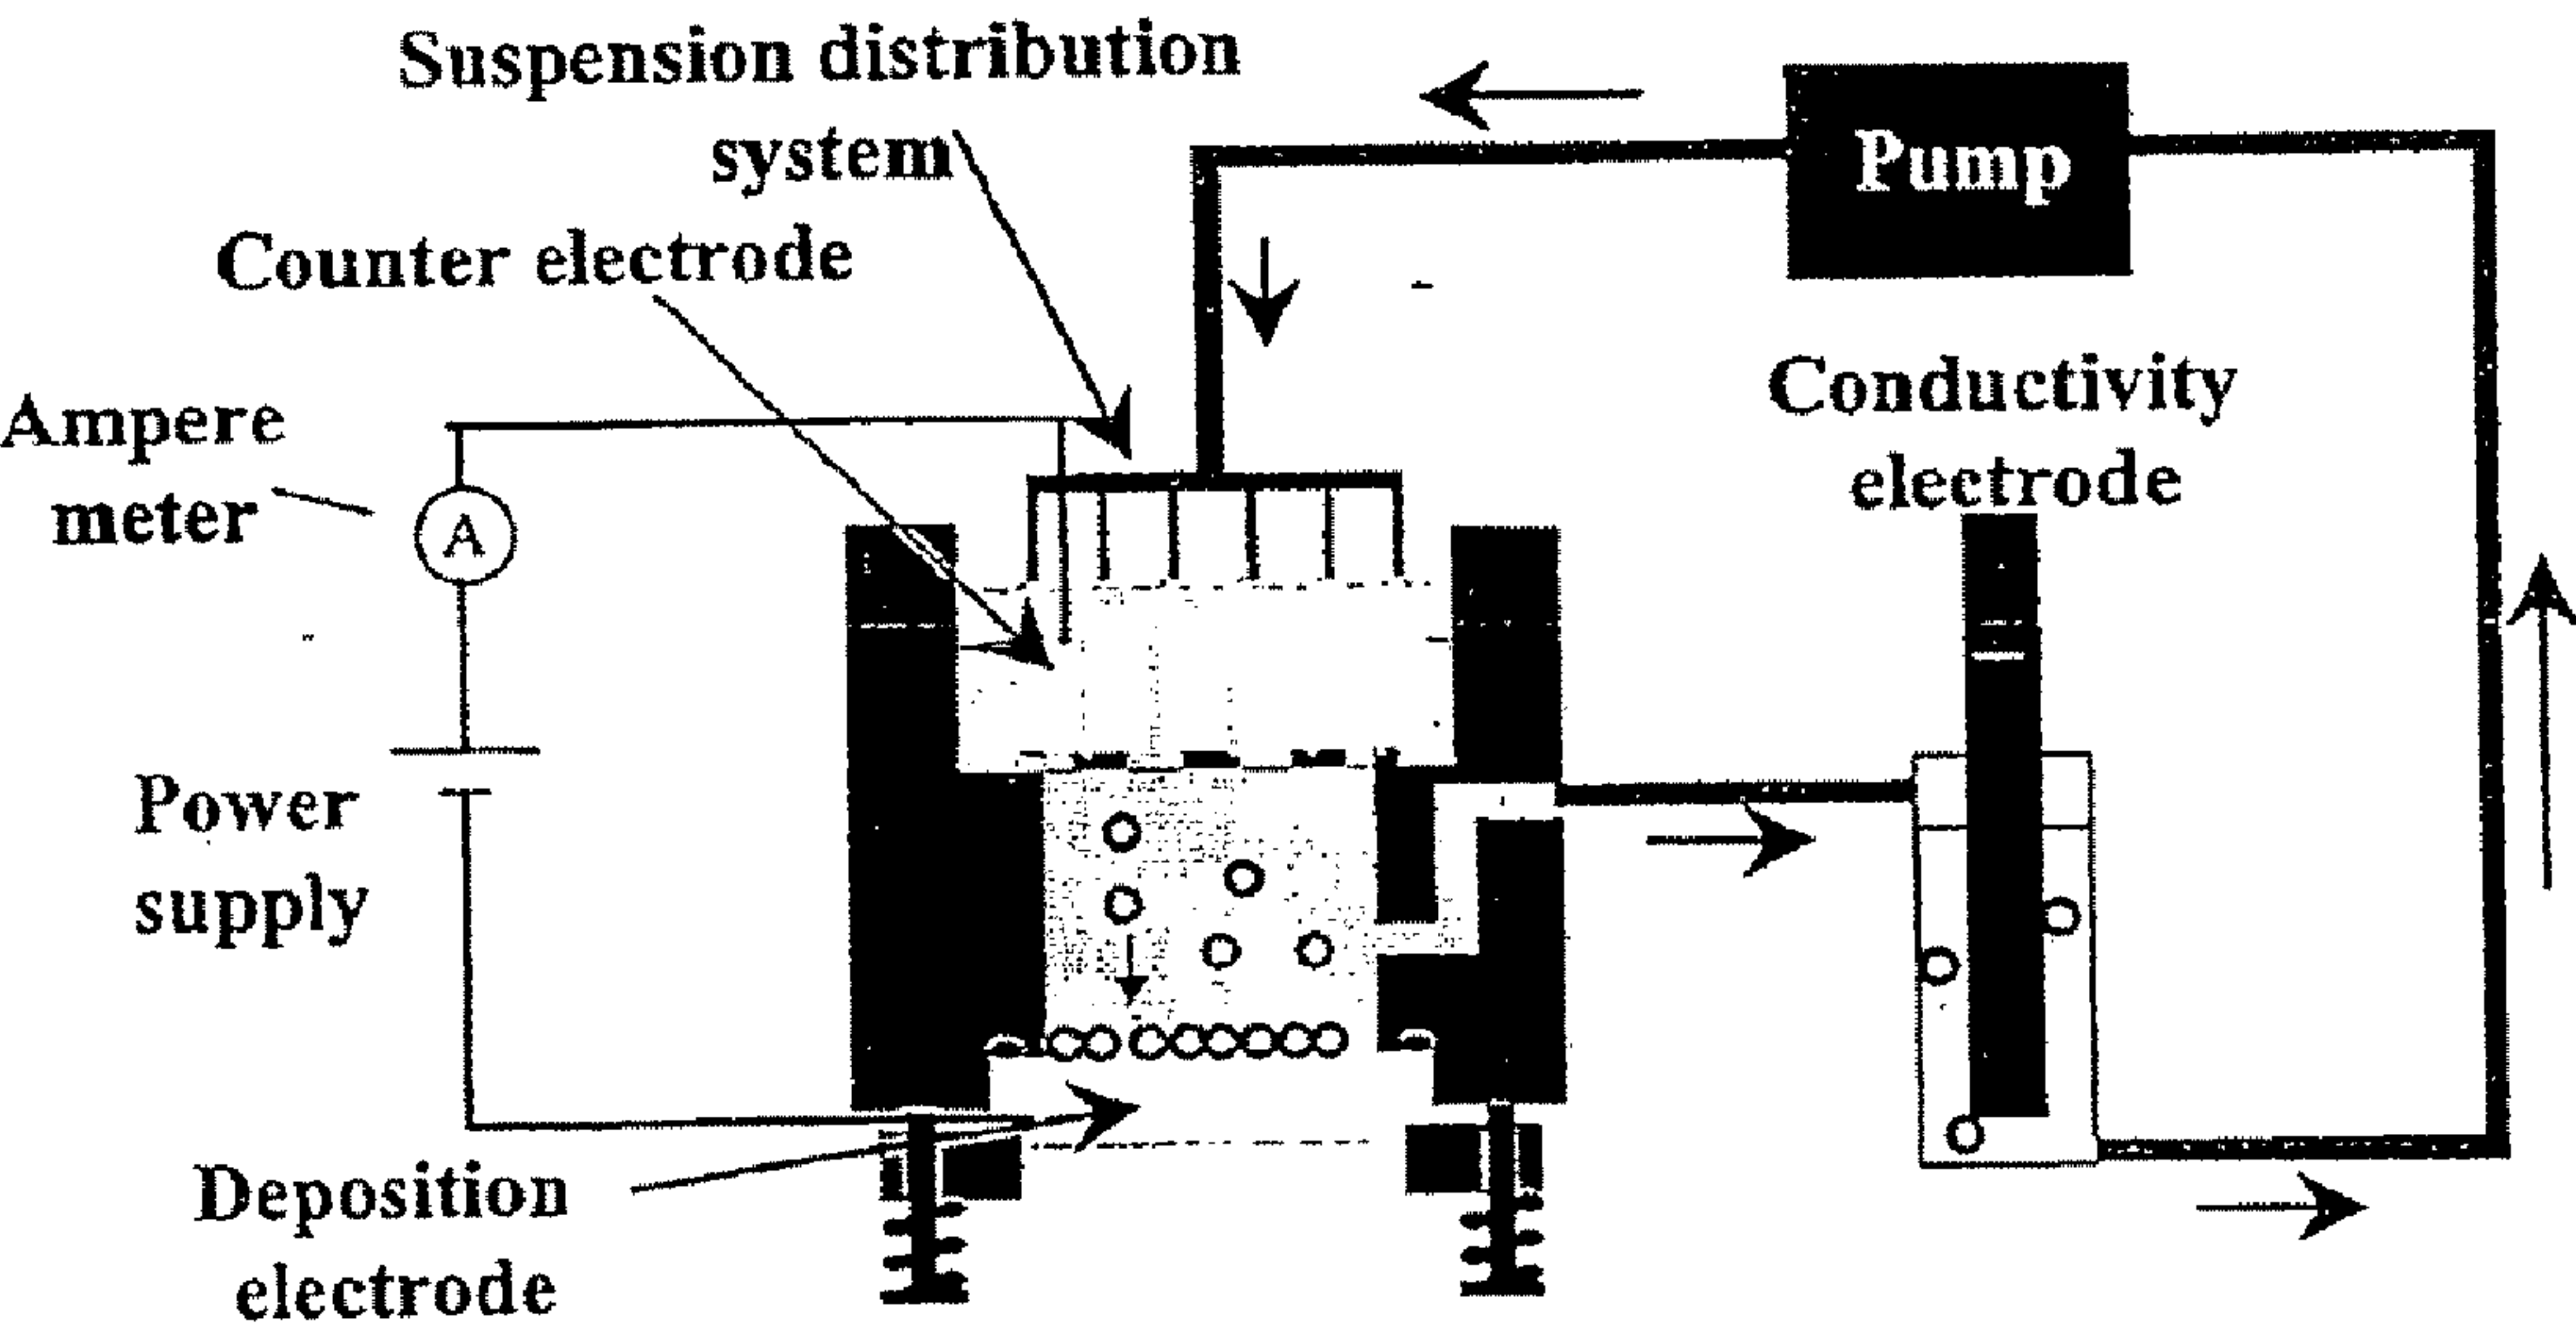 Suspension distribution
system
Pump
Counter electrode
Conductivity
electrode
Ampere
meter
A
Power
supply
Deposition
electrode